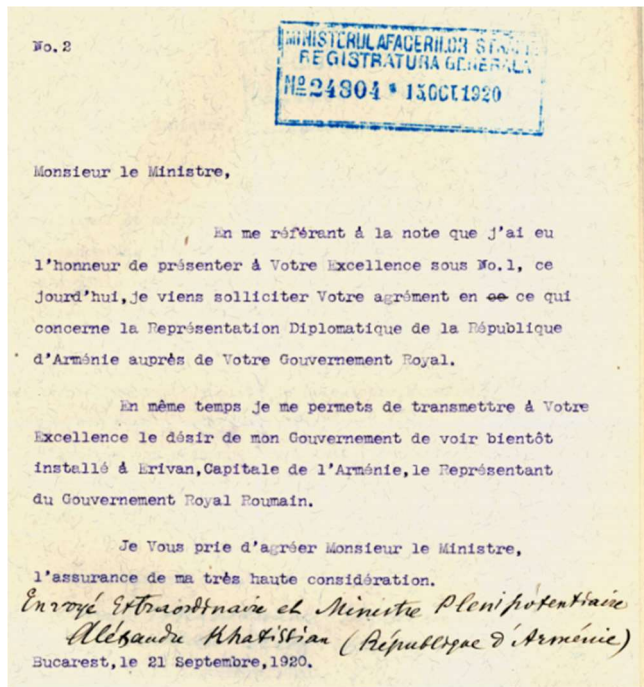 No.2
MINISTERUL AFACERILOR
REGISTRATURA GENERALA
No 24804 * 13 OCT. 1920
Monsieur le Ministre,
En me référant à la note que j'ai eu
l'honneur de présenter à Votre Excellence sous No.1, ce
jourd'hui,je viens solliciter Votre agrément en ce ce qui
concerne la Représentation Diplomatique de la République
d'Arménie auprès de Votre Gouvernement Royal.
En même temps je me permets de transmettre à Votre
Excellence le désir de mon Gouvernement de voir bientôt
installé à Erivan,Capitale de l'Arménie,le Représentant
du Gouvernement Royal Roumain.
Je Vous prie d'agréer Monsieur le Ministre,
l'assurance de ma très haute considération.
Envoyé Extraordinaire et Ministre Plenipotentiaire
Aléxandre Khatissian (République d'Arménie)
Bucarest,le 21 Septembre,1920.